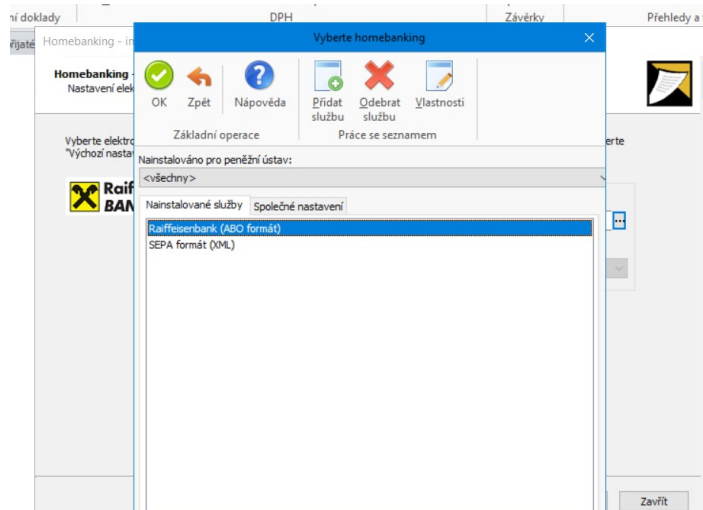 ní doklady DPH Závěrky Přehledy a
řijaté Homebanking - in Vyberte homebanking
Homebanking -
Nastavení elek
OK Zpět Nápověda Přidat službu Odebrat službu Vlastnosti
Základní operace Práce se seznamem
Vyberte elektro erte
"Výchozí nasta
Nainstalováno pro peněžní ústav:
<všechny>
Raif
BAN
Nainstalované služby Společné nastavení
Raiffeisenbank (ABO formát)
SEPA formát (XML)
Zavřít